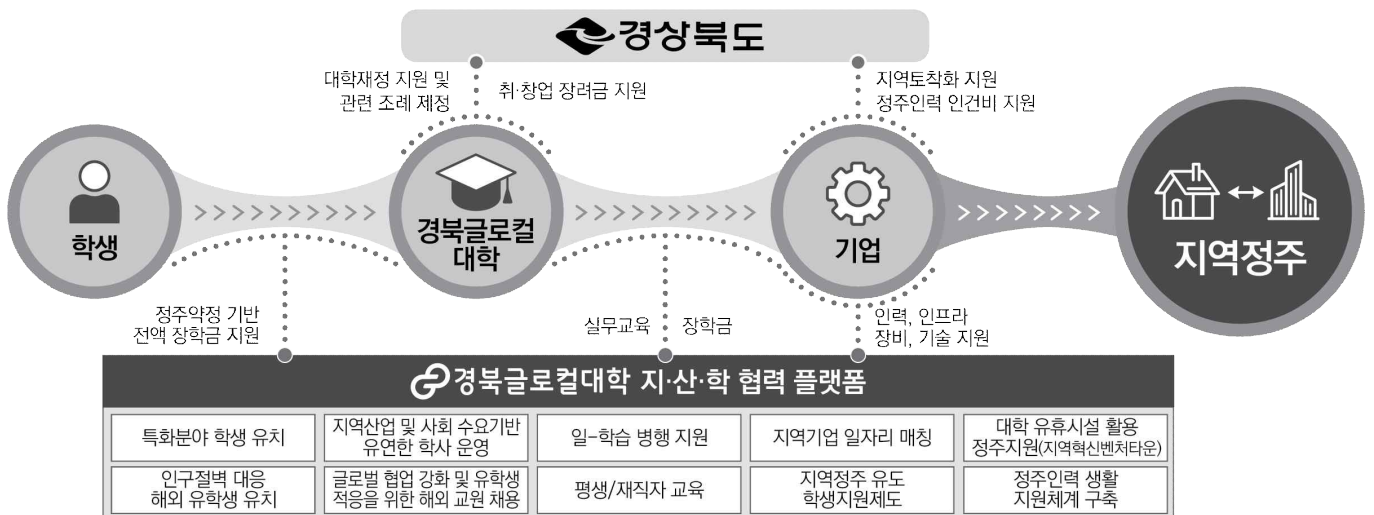 경상북도
대학재정 지원 및
관련 조례 제정
취·창업 장려금 지원
지역토착화 지원
정주인력 인건비 지원
학생
경북글로컬
대학
기업
지역정주
정주약정 기반
전액 장학금 지원
실무교육
장학금
인력, 인프라
장비, 기술 지원
경북글로컬대학 지·산·학 협력 플랫폼
특화분야 학생 유치
지역산업 및 사회 수요기반
유연한 학사 운영
일-학습 병행 지원
지역기업 일자리 매칭
대학 유휴시설 활용
정주지원(지역혁신벤처타운)
인구절벽 대응
해외 유학생 유치
글로벌 협업 강화 및 유학생
적응을 위한 해외 교원 채용
평생/재직자 교육
지역정주 유도
학생지원제도
정주인력 생활
지원체계 구축